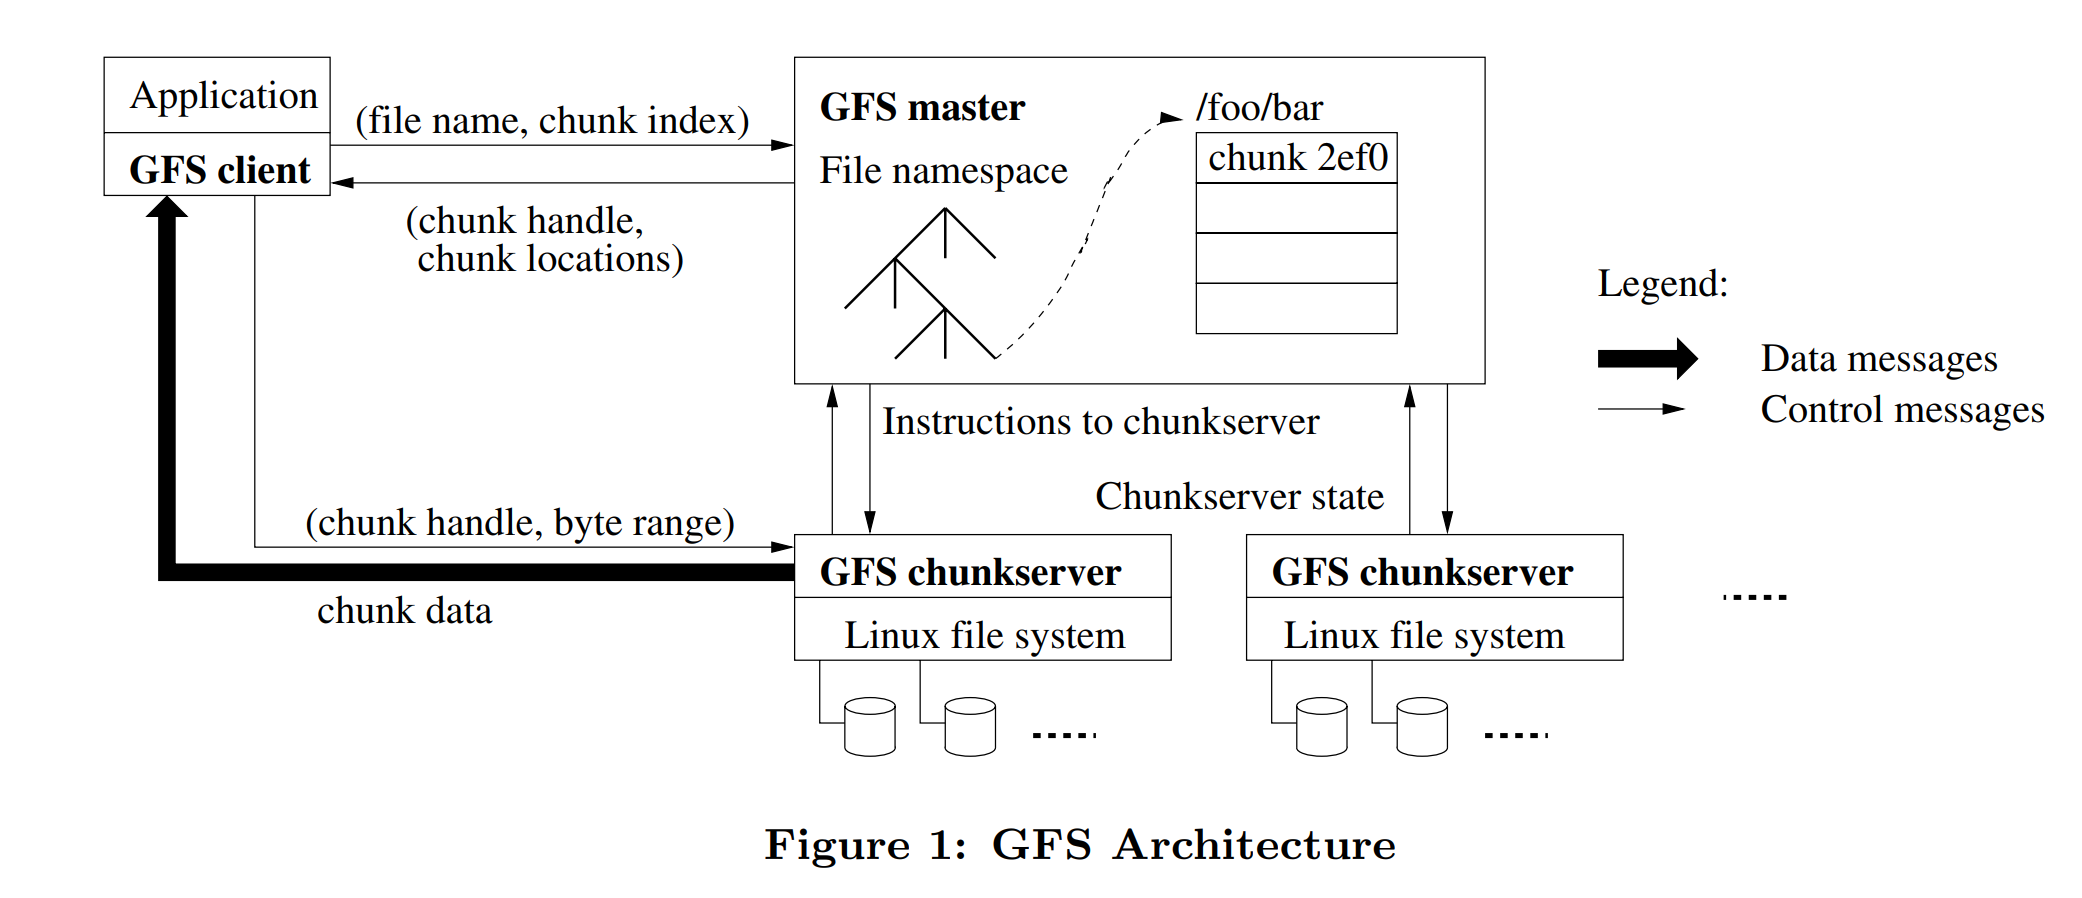 Application
GFS client
(file name, chunk index)
(chunk handle,
chunk locations)
GFS master
File namespace
/foo/bar
chunk 2ef0
Legend:
Data messages
Control messages
Instructions to chunkserver
Chunkserver state
(chunk handle, byte range)
chunk data
GFS chunkserver
Linux file system
GFS chunkserver
Linux file system
Figure 1: GFS Architecture